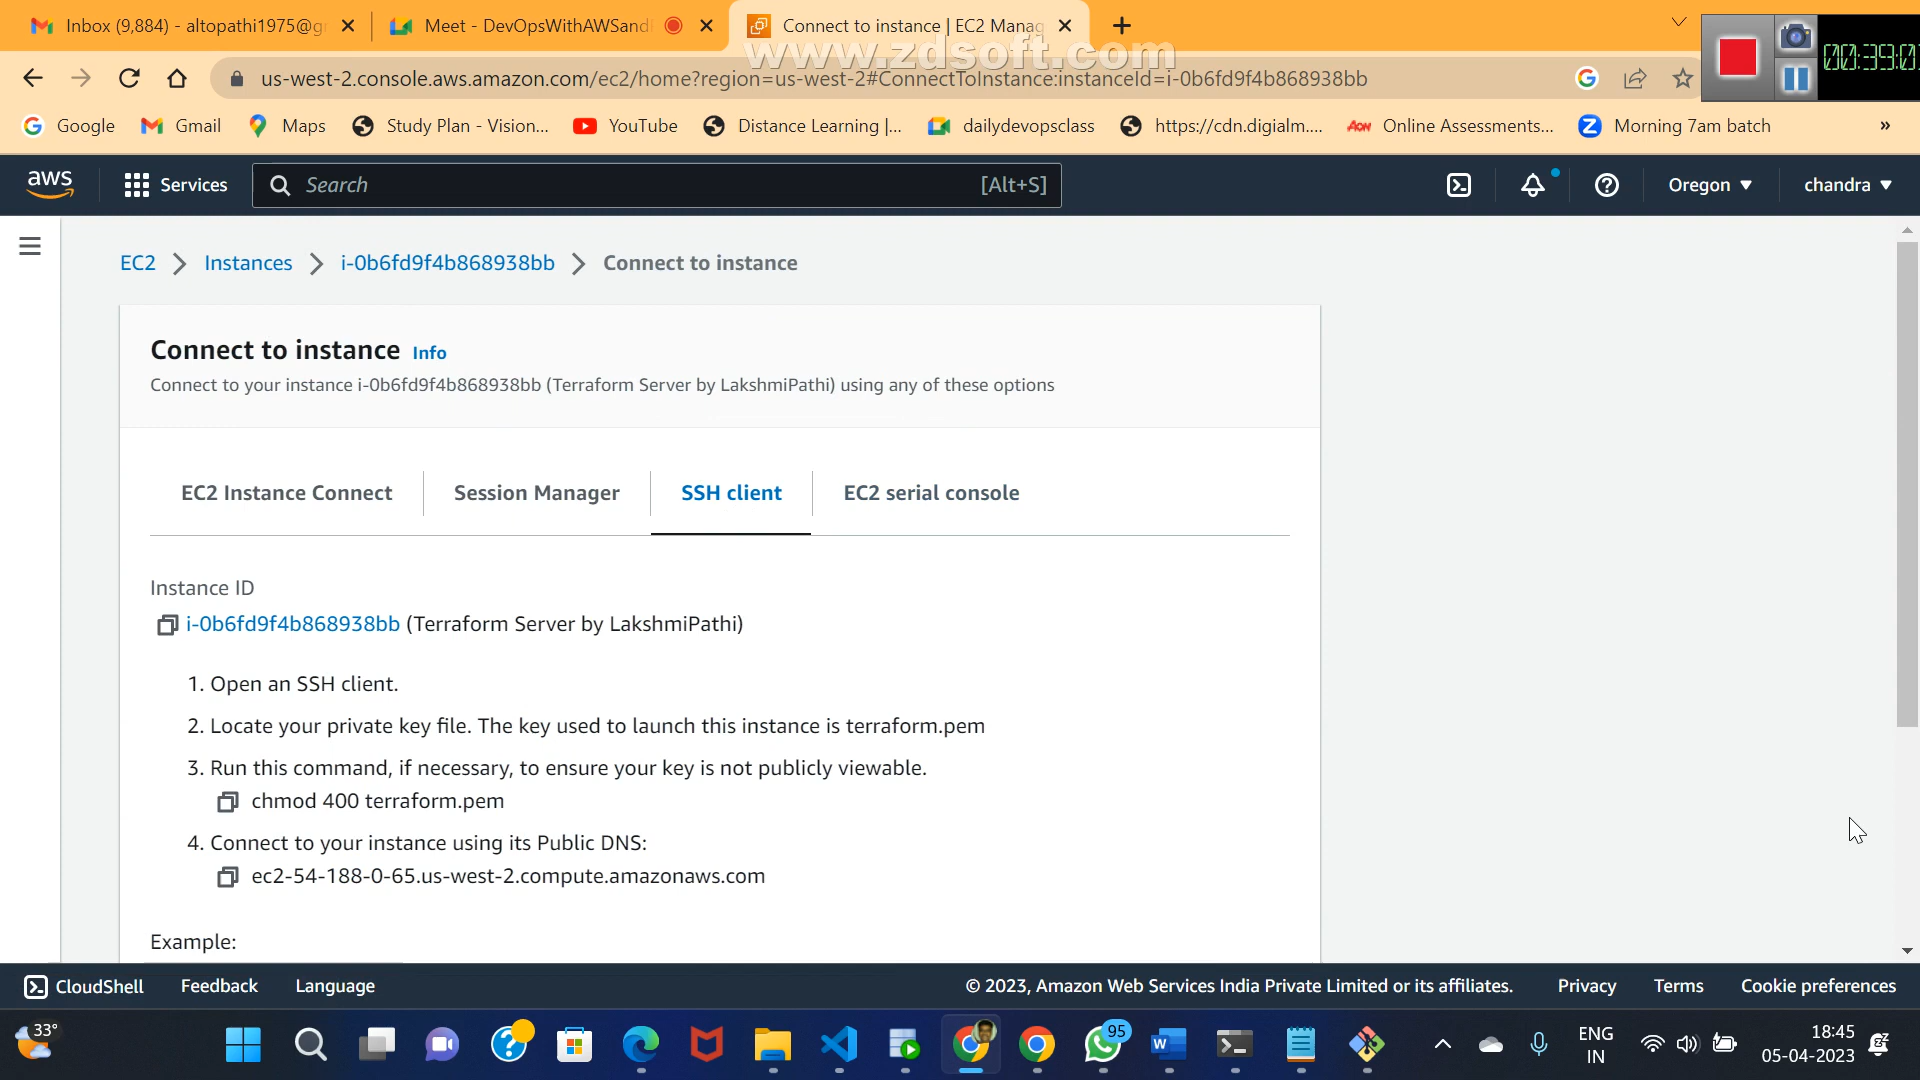 Inbox (9,884) - altopathi1975@g
Meet - DevOpsWithAWSand
Connect to instance | EC2 Manag
www.zdsoft.com
us-west-2.console.aws.amazon.com/ec2/home?region=us-west-2#ConnectToInstance:instanceId=i-0b6fd9f4b868938bb
00:39:0
Google
Gmail
Maps
Study Plan - Vision...
YouTube
Distance Learning |...
dailydevopsclass
https://cdn.digialm....
AON
Online Assessments...
Morning 7am batch
»
aws
Services
Search
[Alt+S]
Oregon
chandra
EC2
Instances
i-0b6fd9f4b868938bb
Connect to instance
Connect to instance Info
Connect to your instance i-0b6fd9f4b868938bb (Terraform Server by LakshmiPathi) using any of these options
EC2 Instance Connect
Session Manager
SSH client
EC2 serial console
Instance ID
i-0b6fd9f4b868938bb (Terraform Server by LakshmiPathi)
1. Open an SSH client.
2. Locate your private key file. The key used to launch this instance is terraform.pem
3. Run this command, if necessary, to ensure your key is not publicly viewable.
chmod 400 terraform.pem
4. Connect to your instance using its Public DNS:
ec2-54-188-0-65.us-west-2.compute.amazonaws.com
Example:
CloudShell
Feedback
Language
© 2023, Amazon Web Services India Private Limited or its affiliates.
Privacy
Terms
Cookie preferences
33°
95
ENG
IN
18:45
05-04-2023